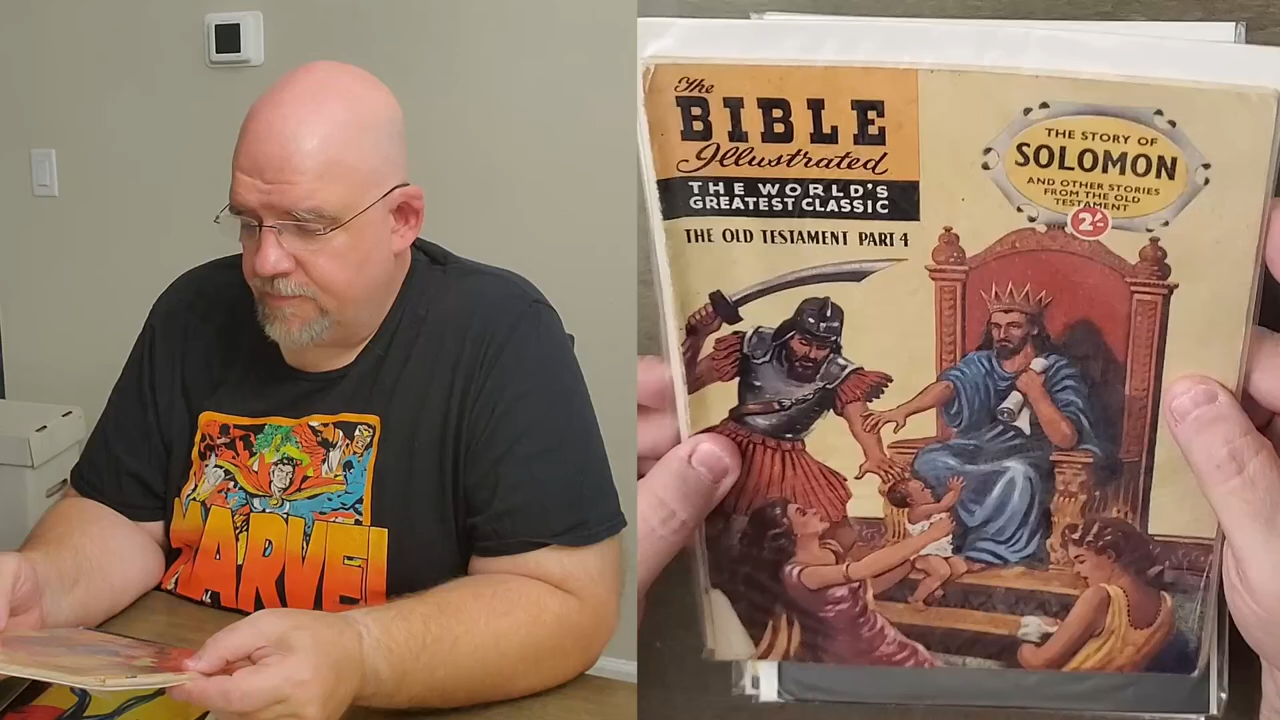 MARVEL
The
BIBLE
Illustrated
THE WORLD'S
GREATEST CLASSIC
THE OLD TESTAMENT PART 4
THE STORY OF
SOLOMON
AND OTHER STORIES
FROM THE OLD
TESTAMENT
2/-